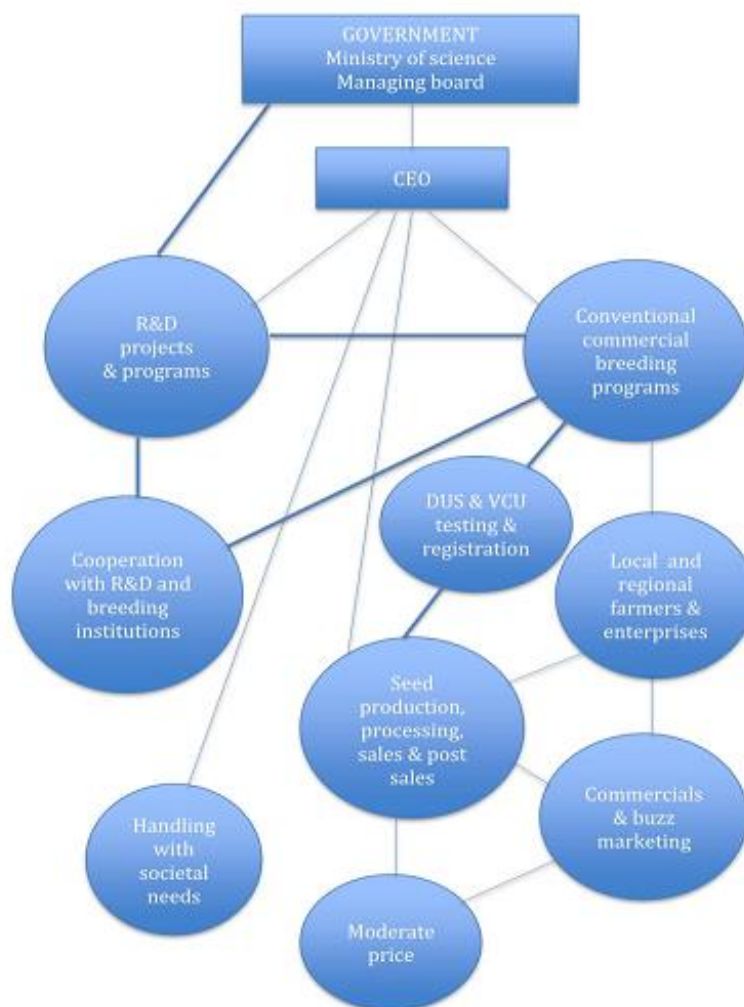 GOVERNMENT
Ministry of science
Managing board
CEO
R&D
projects
& programs
Conventional
commercial
breeding
programs
DUS & VCU
testing &
registration
Cooperation
with R&D and
breeding
institutions
Local and
regional
farmers &
enterprises
Seed
production,
processing,
sales & post
sales
Commercials
& buzz
marketing
Handling
with
societal
needs
Moderate
price